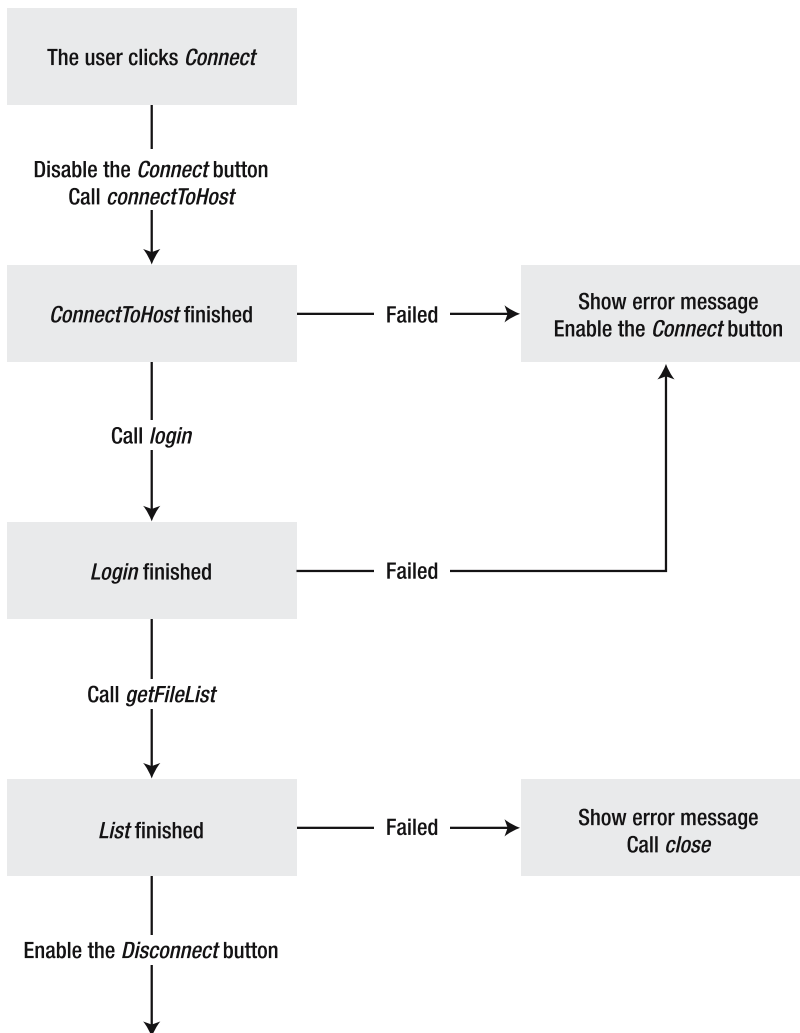 The user clicks Connect
Disable the Connect button
Call connectToHost
ConnectToHost finished
Failed
Show error message
Enable the Connect button
Call login
Login finished
Failed
Call getFileList
List finished
Failed
Show error message
Call close
Enable the Disconnect button